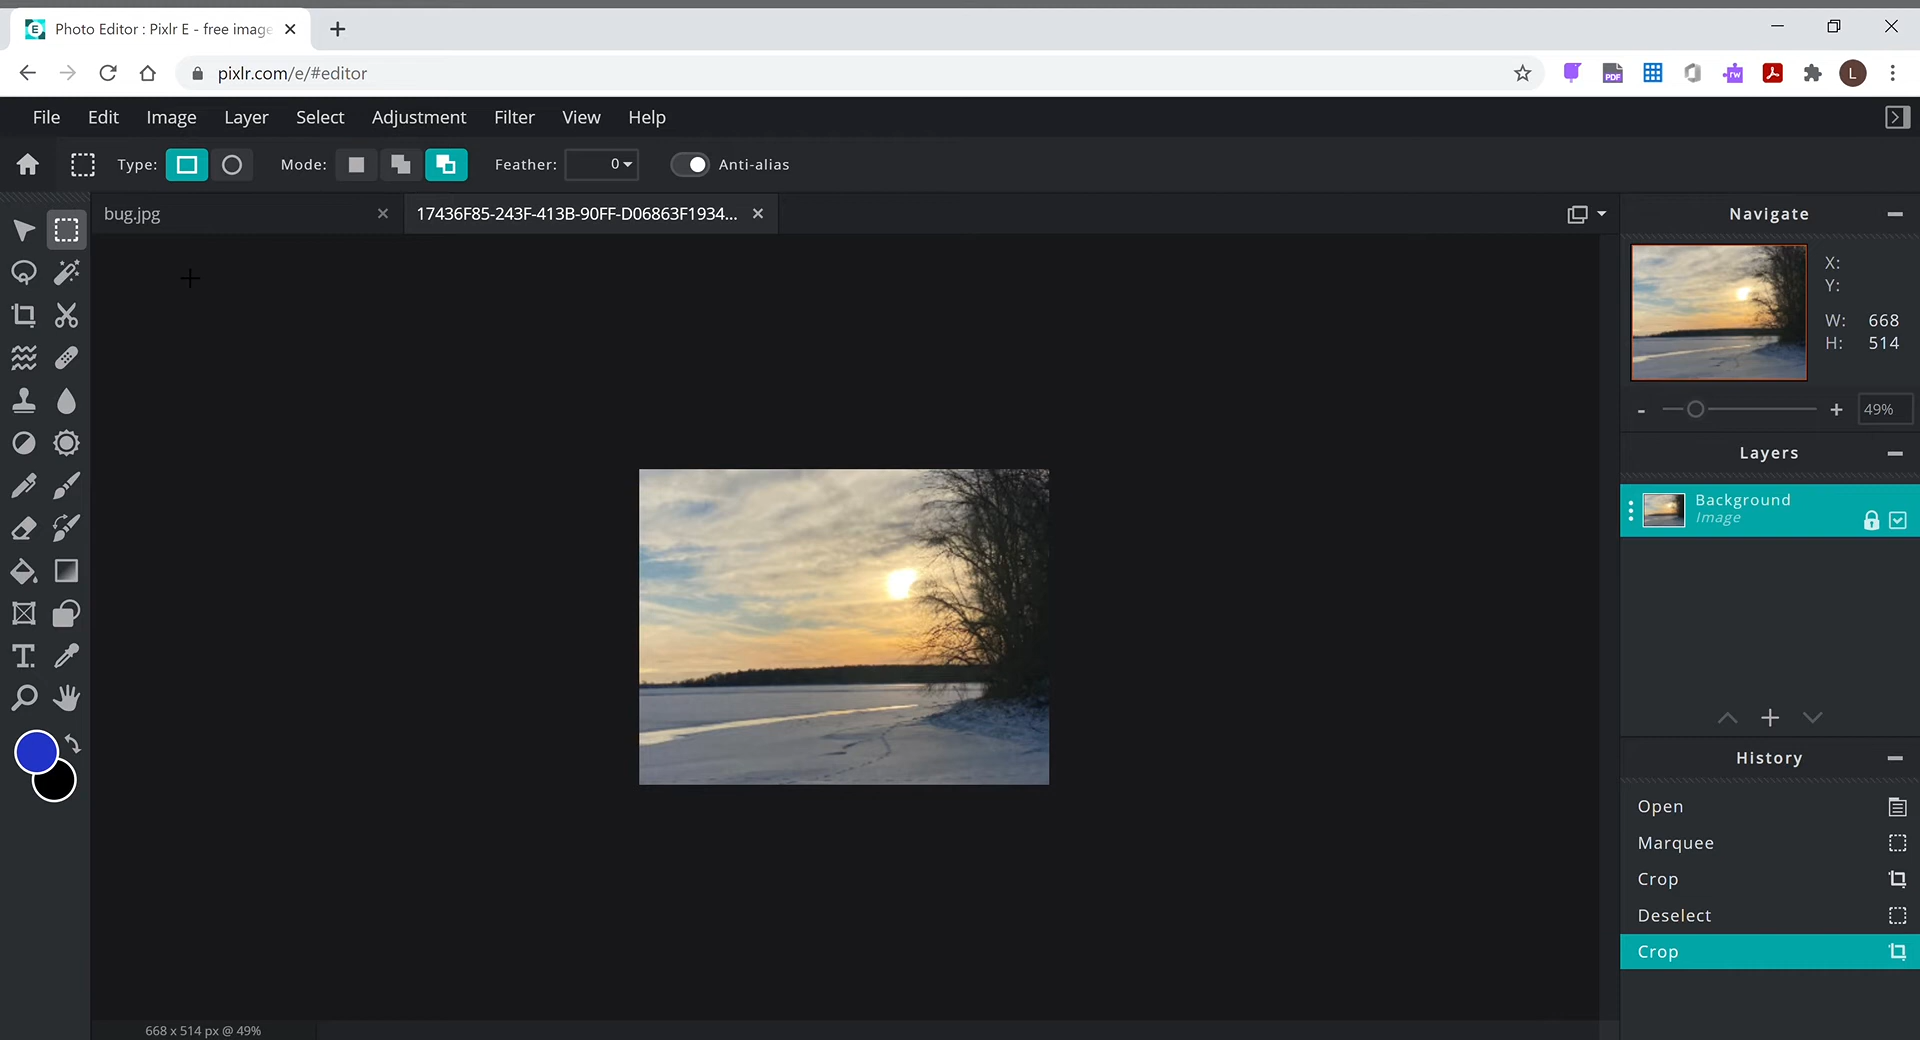 Photo Editor : Pixlr E - free image
pixlr.com/e/#editor
PDF
rw
L
File Edit Image Layer Select Adjustment Filter View Help
Type: Mode: Feather: 0 Anti-alias
bug.jpg
17436F85-243F-413B-90FF-D06863F1934...
Navigate
X:
Y:
W: 668
H: 514
- + 49%
Layers
Background
Image
History
Open
Marquee
Crop
Deselect
Crop
668 x 514 px @ 49%